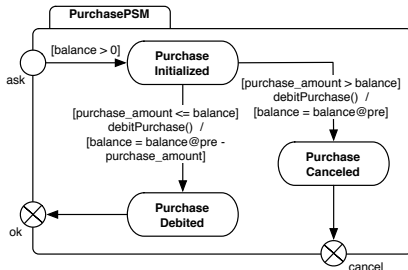 PurchasePSM
[balance > 0]
ask
Purchase
Initialized
[purchase_amount > balance]
debitPurchase() /
[balance = balance@pre]
[purchase_amount <= balance]
debitPurchase() /
[balance = balance@pre -
purchase_amount]
Purchase
Canceled
Purchase
Debited
ok
cancel